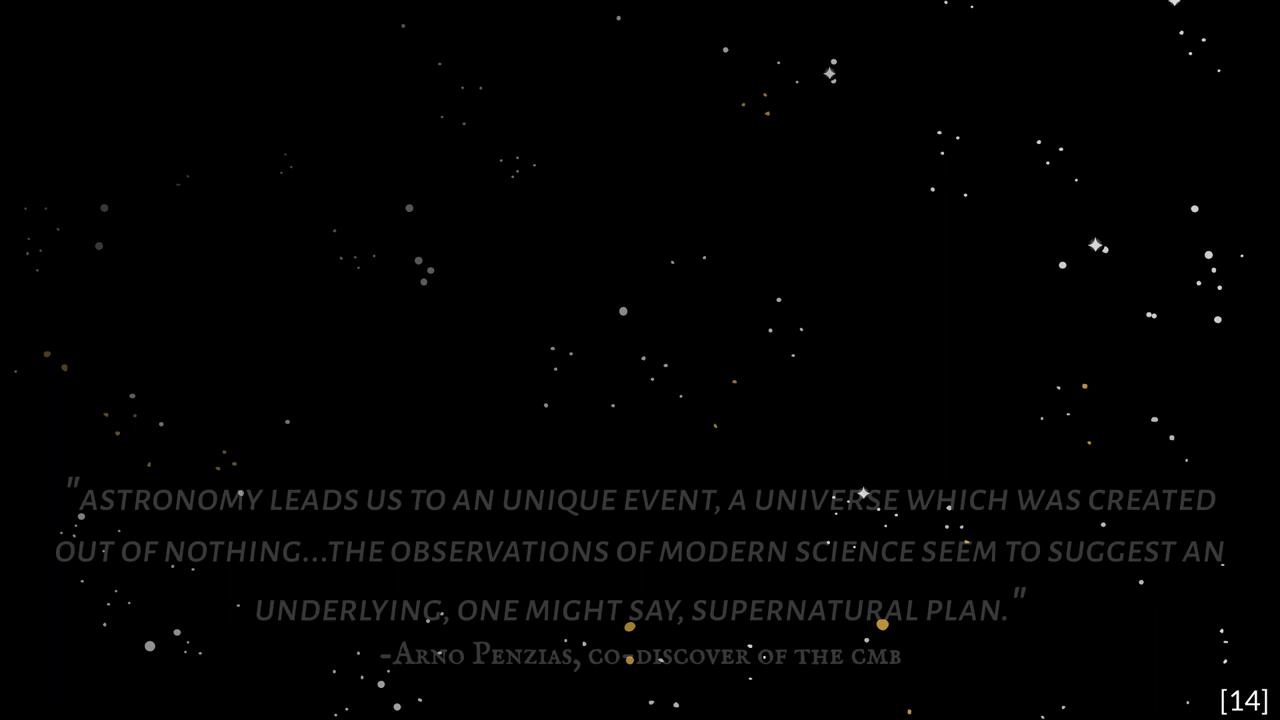 "ASTRONOMY LEADS US TO AN UNIQUE EVENT, A UNIVERSE WHICH WAS CREATED
OUT OF NOTHING...THE OBSERVATIONS OF MODERN SCIENCE SEEM TO SUGGEST AN
UNDERLYING, ONE MIGHT SAY, SUPERNATURAL PLAN."
-Arno Penzias, co-discover of the cmb
[14]